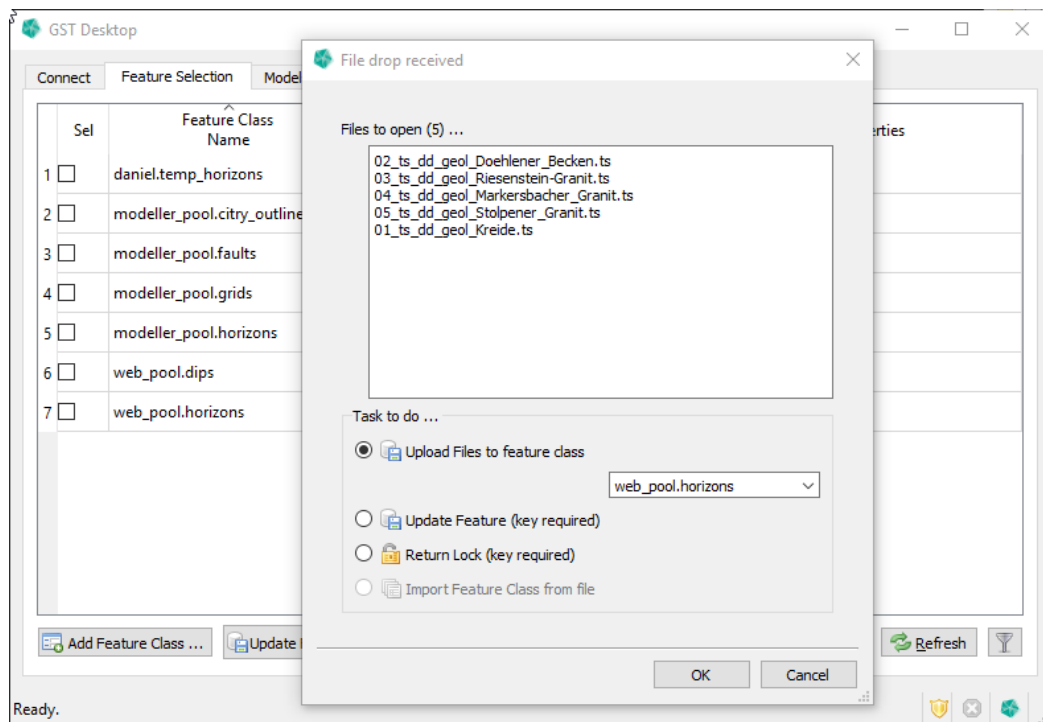 GST Desktop
Connect
Feature Selection
Model
Sel
Feature Class
Name
1
daniel.temp_horizons
2
modeller_pool.citry_outline
3
modeller_pool.faults
4
modeller_pool.grids
5
modeller_pool.horizons
6
web_pool.dips
7
web_pool.horizons
Add Feature Class ...
Update
Refresh
Ready.
File drop received
Files to open (5) ...
02_ts_dd_geol_Doehlener_Becken.ts
03_ts_dd_geol_Riesenstein-Granit.ts
04_ts_dd_geol_Markersbacher_Granit.ts
05_ts_dd_geol_Stolpener_Granit.ts
01_ts_dd_geol_Kreide.ts
Task to do ...
Upload Files to feature class
web_pool.horizons
Update Feature (key required)
Return Lock (key required)
Import Feature Class from file
OK
Cancel